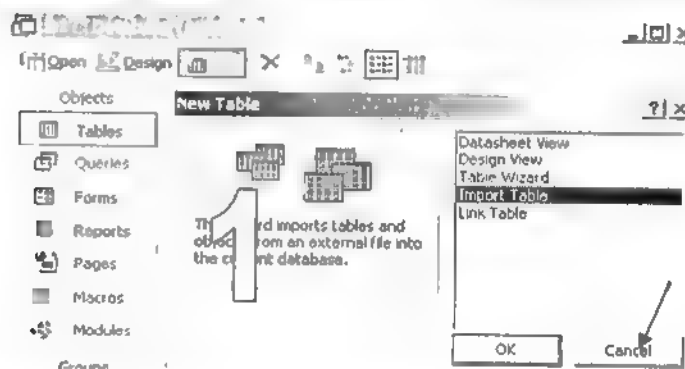 Open Design
Objects
Tables
Queries
Forms
Reports
Pages
Macros
Modules
Groups
New Table
1
imports tables and
from an external file into
the database.
Datasheet View
Design View
Table Wizard
Import Table
Link Table
OK Cancel